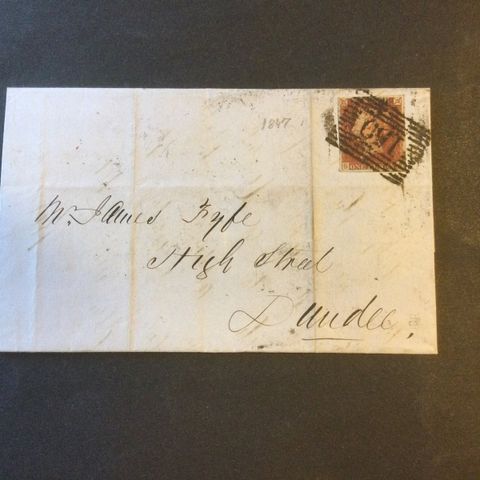 1847
Mr. James Fyfe
High Street
Dundee,